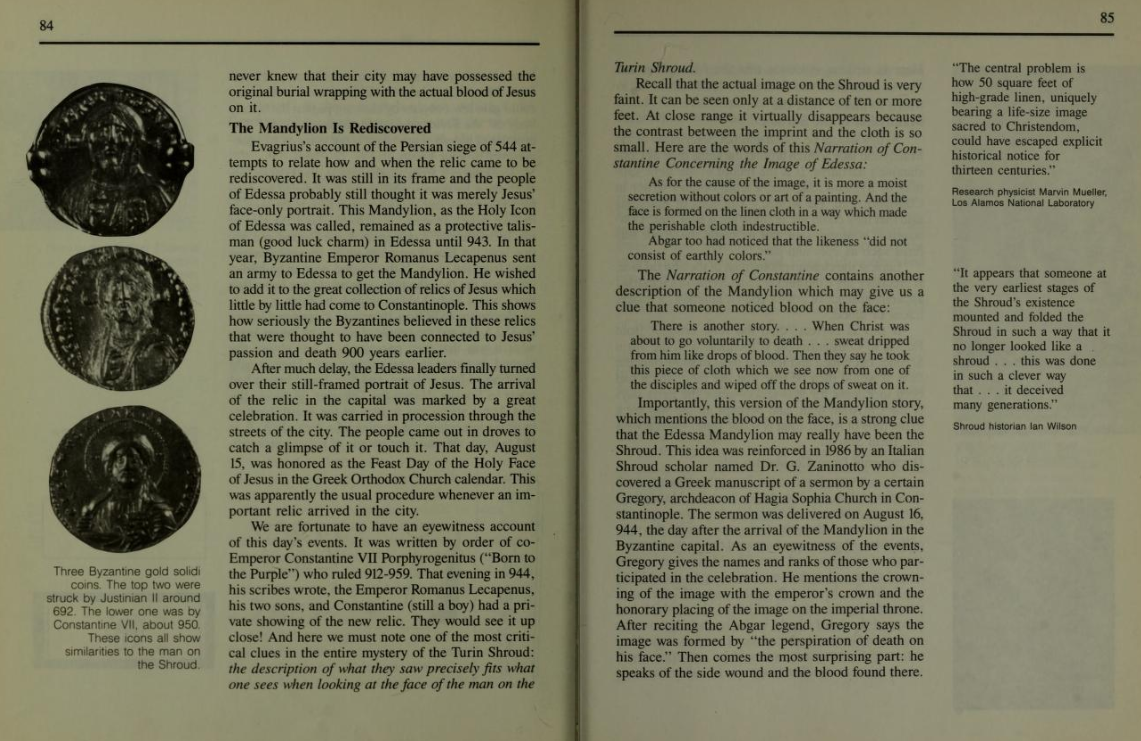 84
never knew that their city may have possessed the
original burial wrapping with the actual blood of Jesus
on it.
The Mandylion Is Rediscovered
Evagrius's account of the Persian siege of 544 at-
tempts to relate how and when the relic came to be
rediscovered. It was still in its frame and the people
of Edessa probably still thought it was merely Jesus'
face-only portrait. This Mandylion, as the Holy Icon
of Edessa was called, remained as a protective talis-
man (good luck charm) in Edessa until 943. In that
year, Byzantine Emperor Romanus Lecapenus sent
an army to Edessa to get the Mandylion. He wished
to add it to the great collection of relics of Jesus which
little by little had come to Constantinople. This shows
how seriously the Byzantines believed in these relics
that were thought to have been connected to Jesus'
passion and death 900 years earlier.
After much delay, the Edessa leaders finally turned
over their still-framed portrait of Jesus. The arrival
of the relic in the capital was marked by a great
celebration. It was carried in procession through the
streets of the city. The people came out in droves to
catch a glimpse of it or touch it. That day, August
15, was honored as the Feast Day of the Holy Face
of Jesus in the Greek Orthodox Church calendar. This
was apparently the usual procedure whenever an im-
portant relic arrived in the city.
We are fortunate to have an eyewitness account
of this day's events. It was written by order of co-
Emperor Constantine VII Porphyrogenitus ("Born to
the Purple") who ruled 912-959. That evening in 944,
his scribes wrote, the Emperor Romanus Lecapenus,
his two sons, and Constantine (still a boy) had a pri-
vate showing of the new relic. They would see it up
close! And here we must note one of the most criti-
cal clues in the entire mystery of the Turin Shroud:
the description of what they saw precisely fits what
one sees when looking at the face of the man on the
Three Byzantine gold solidi
coins. The top two were
struck by Justinian II around
692. The lower one was by
Constantine VII, about 950.
These icons all show
similarities to the man on
the Shroud.
85
Turin Shroud.
Recall that the actual image on the Shroud is very
faint. It can be seen only at a distance of ten or more
feet. At close range it virtually disappears because
the contrast between the imprint and the cloth is so
small. Here are the words of this Narration of Con-
stantine Concerning the Image of Edessa:
As for the cause of the image, it is more a moist
secretion without colors or art of a painting. And the
face is formed on the linen cloth in a way which made
the perishable cloth indestructible.
Abgar too had noticed that the likeness "did not
consist of earthly colors."
The Narration of Constantine contains another
description of the Mandylion which may give us a
clue that someone noticed blood on the face:
There is another story. . . . When Christ was
about to go voluntarily to death . . . sweat dripped
from him like drops of blood. Then they say he took
this piece of cloth which we see now from one of
the disciples and wiped off the drops of sweat on it.
Importantly, this version of the Mandylion story,
which mentions the blood on the face, is a strong clue
that the Edessa Mandylion may really have been the
Shroud. This idea was reinforced in 1986 by an Italian
Shroud scholar named Dr. G. Zaninotto who dis-
covered a Greek manuscript of a sermon by a certain
Gregory, archdeacon of Hagia Sophia Church in Con-
stantinople. The sermon was delivered on August 16,
944, the day after the arrival of the Mandylion in the
Byzantine capital. As an eyewitness of the events,
Gregory gives the names and ranks of those who par-
ticipated in the celebration. He mentions the crown-
ing of the image with the emperor's crown and the
honorary placing of the image on the imperial throne.
After reciting the Abgar legend, Gregory says the
image was formed by "the perspiration of death on
his face." Then comes the most surprising part: he
speaks of the side wound and the blood found there.
"The central problem is
how 50 square feet of
high-grade linen, uniquely
bearing a life-size image
sacred to Christendom,
could have escaped explicit
historical notice for
thirteen centuries."
Research physicist Marvin Mueller,
Los Alamos National Laboratory
"It appears that someone at
the very earliest stages of
the Shroud's existence
mounted and folded the
Shroud in such a way that it
no longer looked like a
shroud . . . this was done
in such a clever way
that . . . it deceived
many generations."
Shroud historian Ian Wilson